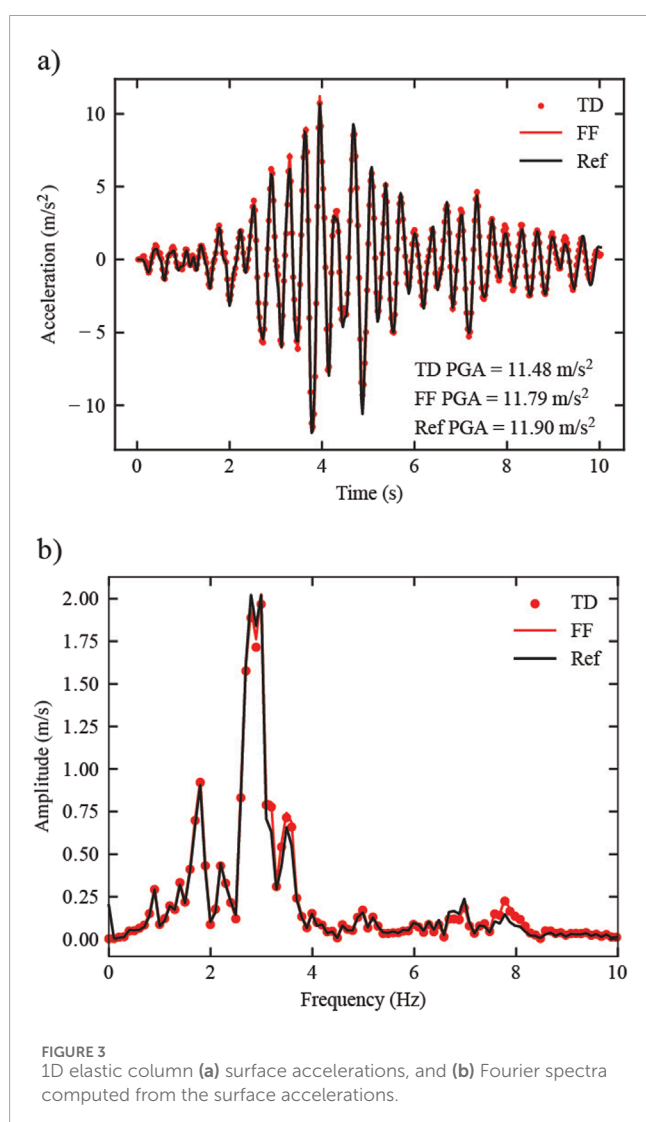 a)
10
5
0
−5
−10
Acceleration (m/s²)
TD
FF
Ref
TD PGA = 11.48 m/s²
FF PGA = 11.79 m/s²
Ref PGA = 11.90 m/s²
0 2 4 6 8 10
Time (s)
b)
2.00
1.75
1.50
1.25
1.00
0.75
0.50
0.25
0.00
Amplitude (m/s)
TD
FF
Ref
0 2 4 6 8 10
Frequency (Hz)
FIGURE 3
1D elastic column (a) surface accelerations, and (b) Fourier spectra
computed from the surface accelerations.